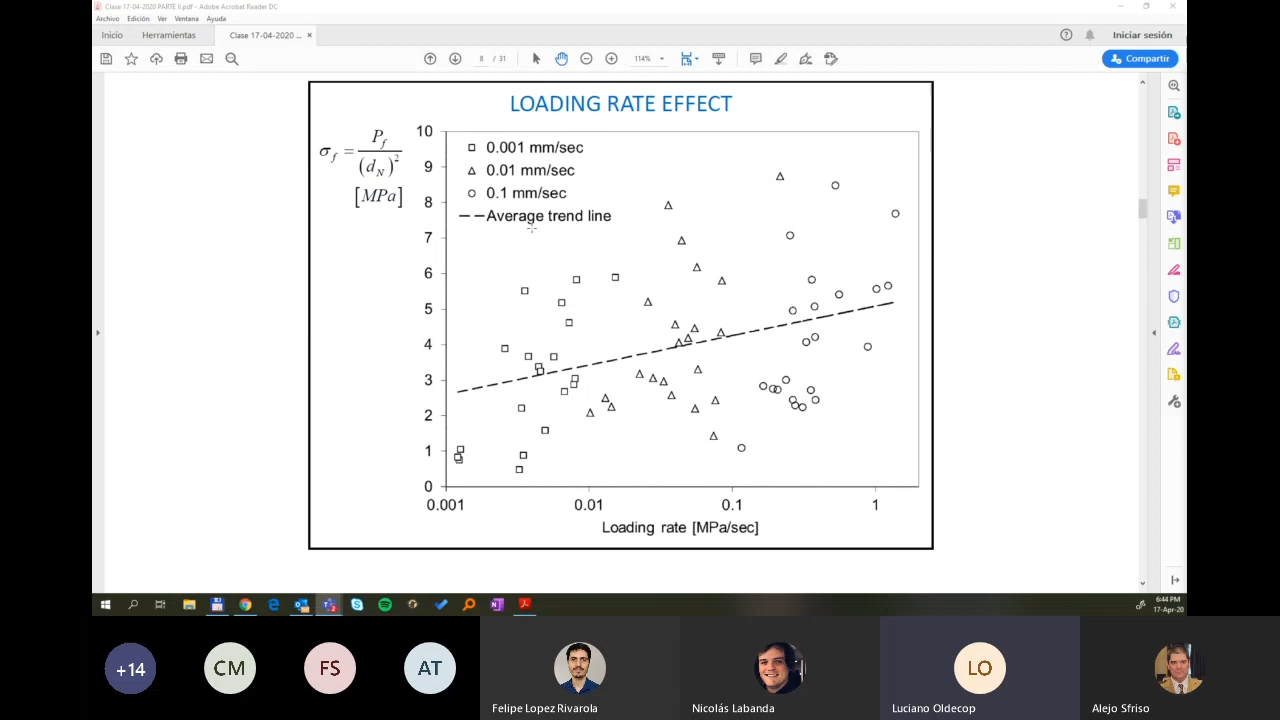 Clase 17-04-2020 PARTE II.pdf - Adobe Acrobat Reader DC
Archivo Edición Ver Ventana Ayuda
Inicio Herramientas Clase 17-04-2020 ... × Iniciar sesión
8 / 31 114% Compartir
LOADING RATE EFFECT
σf = Pf / (dN)²
[MPa]
10
9
8
7
6
5
4
3
2
1
0
0.001 mm/sec
0.01 mm/sec
0.1 mm/sec
Average trend line
0.001 0.01 0.1 1
Loading rate [MPa/sec]
6:44 PM
17-Apr-20
+14 CM FS AT LO
Felipe Lopez Rivarola Nicolás Labanda Luciano Oldecop Alejo Sfriso